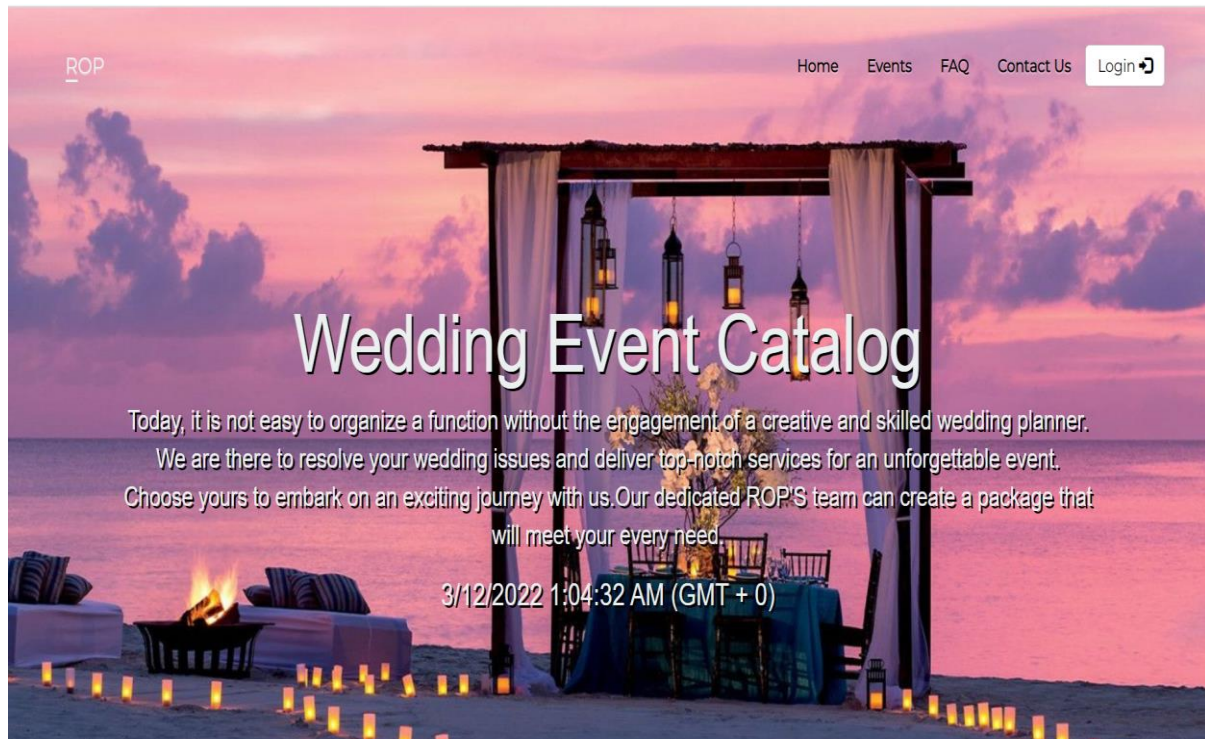 ROP
Home Events FAQ Contact Us Login
Wedding Event Catalog
Today, it is not easy to organize a function without the engagement of a creative and skilled wedding planner.
We are there to resolve your wedding issues and deliver top-notch services for an unforgettable event.
Choose yours to embark on an exciting journey with us.Our dedicated ROP'S team can create a package that
will meet your every need.
3/12/2022 1:04:32 AM (GMT + 0)